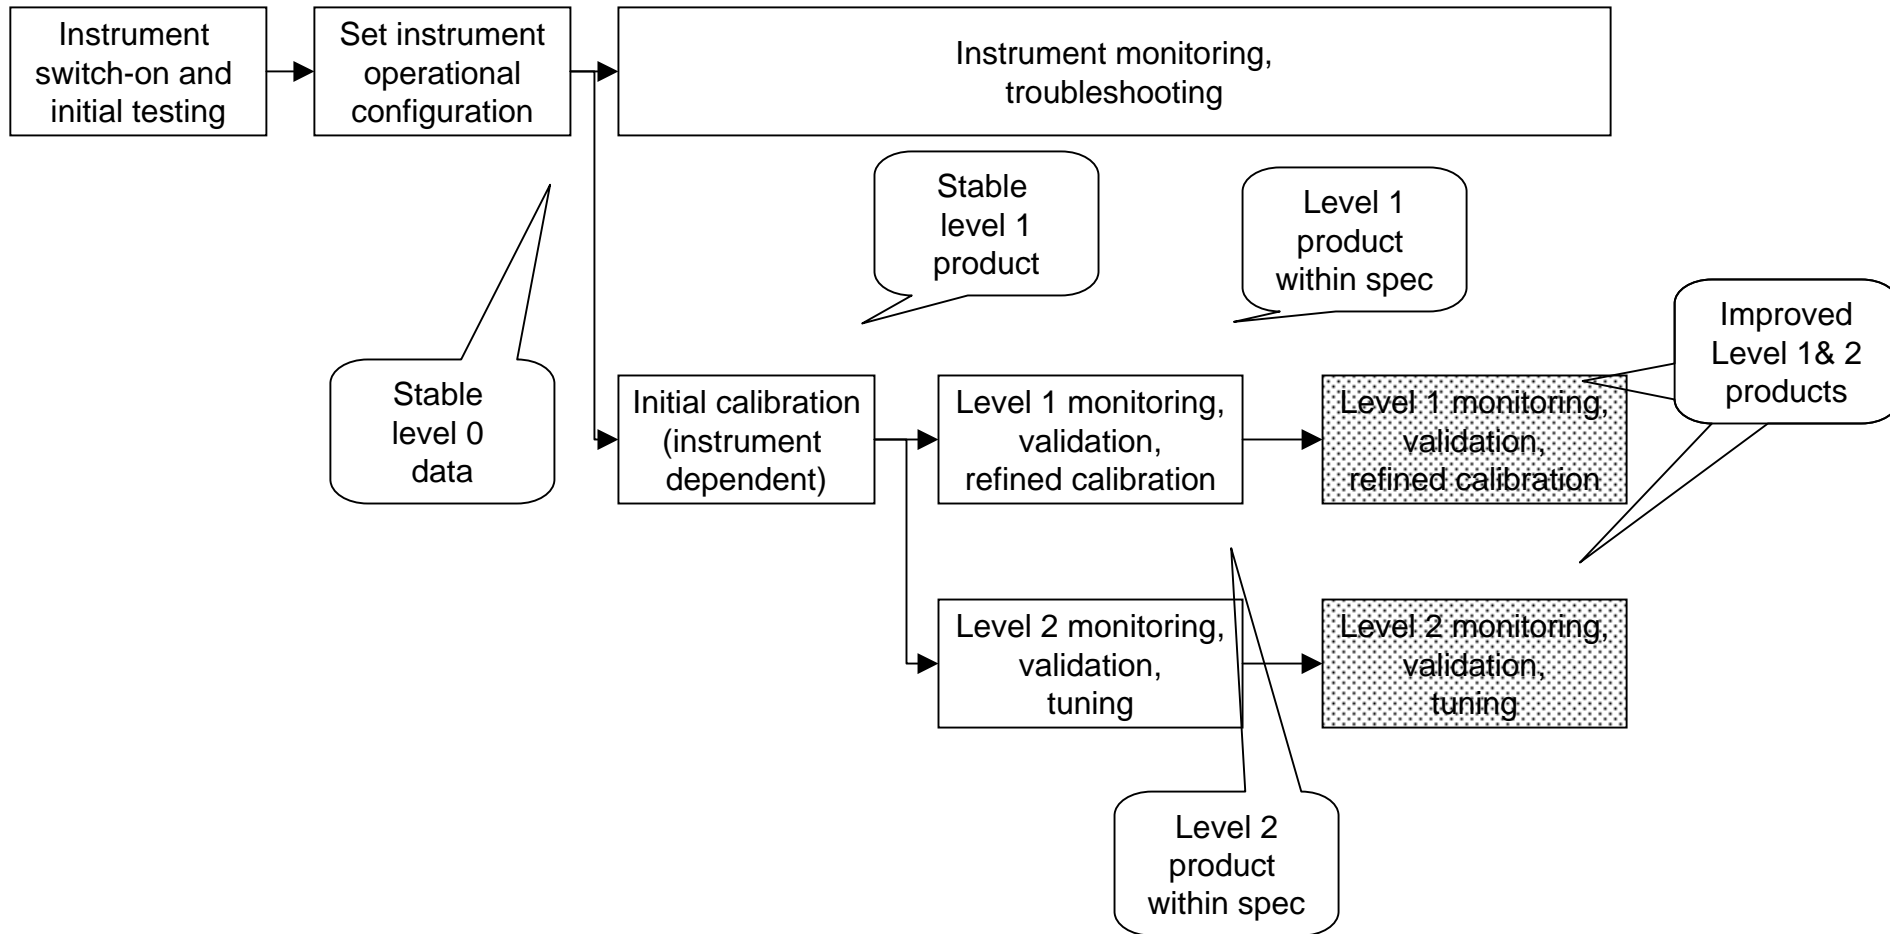 Instrument
switch-on and
initial testing
Set instrument
operational
configuration
Instrument monitoring,
troubleshooting
Stable
level 1
product
Level 1
product
within spec
Improved
Level 1& 2
products
Stable
level 0
data
Initial calibration
(instrument
dependent)
Level 1 monitoring,
validation,
refined calibration
Level 1 monitoring,
validation,
refined calibration
Level 2 monitoring,
validation,
tuning
Level 2 monitoring,
validation,
tuning
Level 2
product
within spec